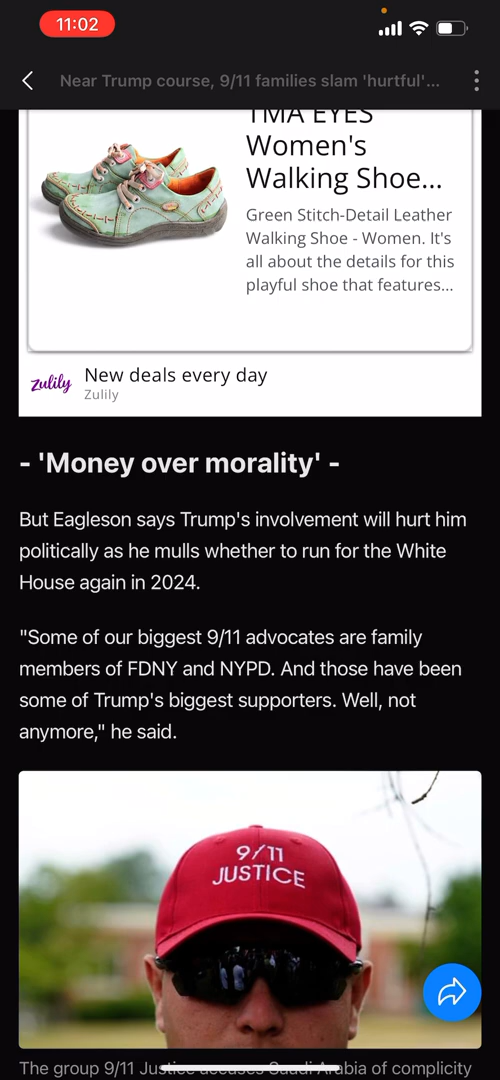 11:02
Near Trump course, 9/11 families slam 'hurtful'...
TMA EYES
Women's
Walking Shoe...
Green Stitch-Detail Leather
Walking Shoe - Women. It's
all about the details for this
playful shoe that features...
zulily
New deals every day
Zulily
- 'Money over morality' -
But Eagleson says Trump's involvement will hurt him
politically as he mulls whether to run for the White
House again in 2024.
"Some of our biggest 9/11 advocates are family
members of FDNY and NYPD. And those have been
some of Trump's biggest supporters. Well, not
anymore," he said.
9/11
JUSTICE
The group 9/11 Justice accuses Saudi Arabia of complicity